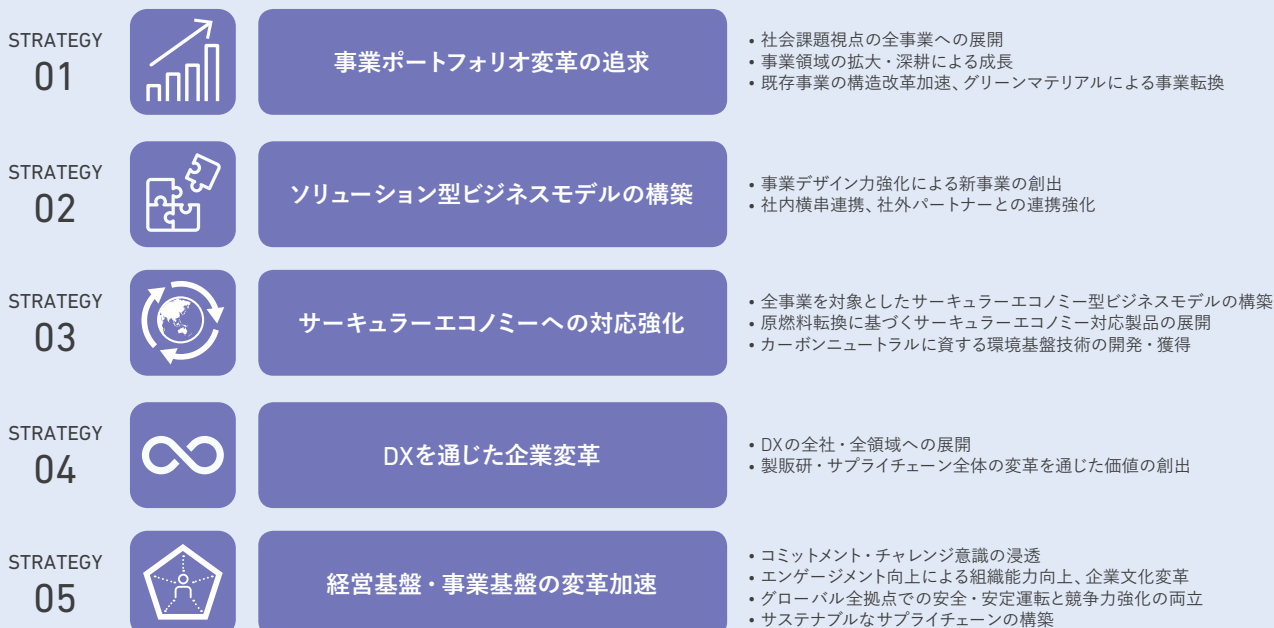 STRATEGY
01
事業ポートフォリオ変革の追求
• 社会課題視点の全事業への展開
• 事業領域の拡大・深耕による成長
• 既存事業の構造改革加速、グリーンマテリアルによる事業転換
STRATEGY
02
ソリューション型ビジネスモデルの構築
• 事業デザイン力強化による新事業の創出
• 社内横串連携、社外パートナーとの連携強化
STRATEGY
03
サーキュラーエコノミーへの対応強化
• 全事業を対象としたサーキュラーエコノミー型ビジネスモデルの構築
• 原燃料転換に基づくサーキュラーエコノミー対応製品の展開
• カーボンニュートラルに資する環境基盤技術の開発・獲得
STRATEGY
04
DXを通じた企業変革
• DXの全社・全領域への展開
• 製販研・サプライチェーン全体の変革を通じた価値の創出
STRATEGY
05
経営基盤・事業基盤の変革加速
• コミットメント・チャレンジ意識の浸透
• エンゲージメント向上による組織能力向上、企業文化変革
• グローバル全拠点での安全・安定運転と競争力強化の両立
• サステナブルなサプライチェーンの構築